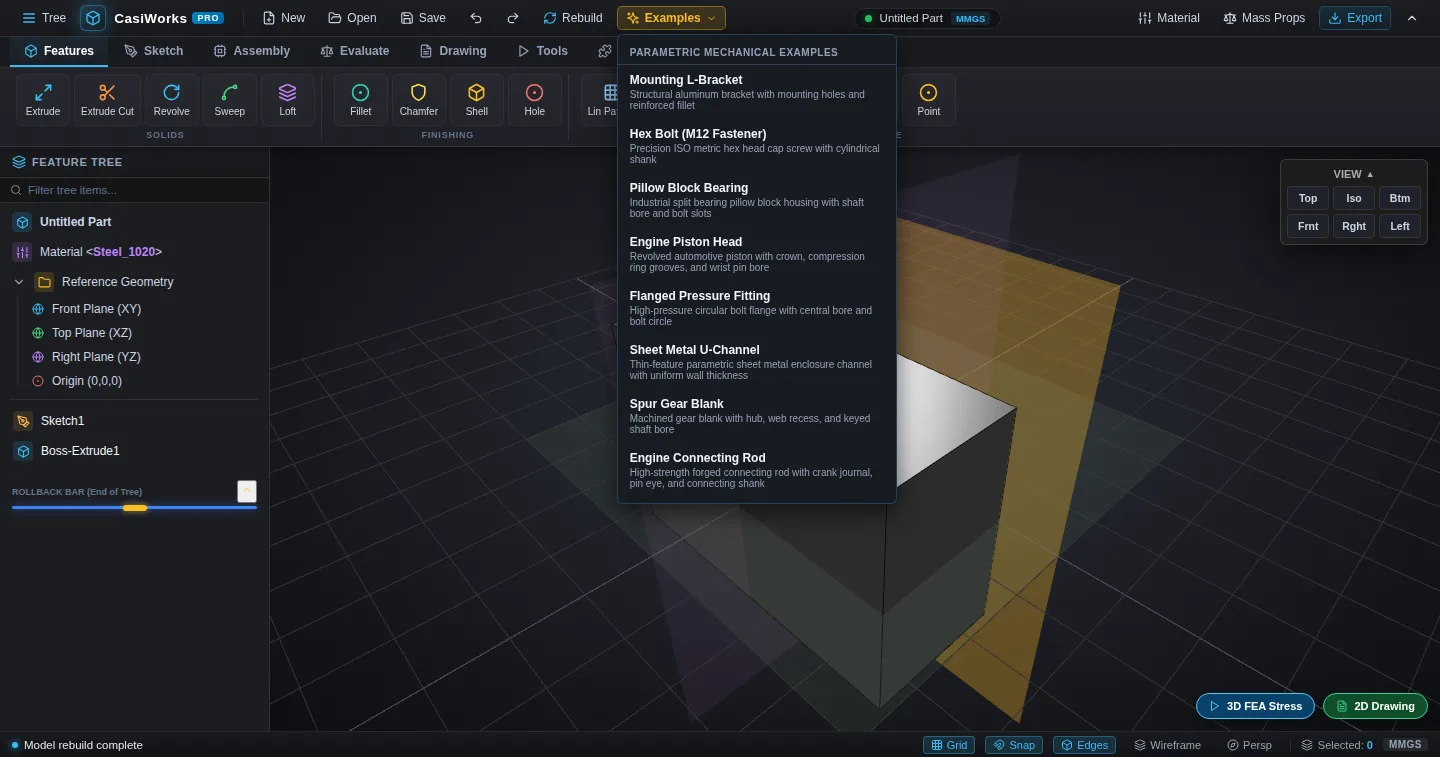 Tree
CasiWorks PRO
New
Open
Save
Rebuild
Examples
Untitled Part MMGS
Material
Mass Props
Export
Features
Sketch
Assembly
Evaluate
Drawing
Tools
Extrude
Extrude Cut
Revolve
Sweep
Loft
SOLIDS
Fillet
Chamfer
Shell
Hole
FINISHING
Point
PARAMETRIC MECHANICAL EXAMPLES
Mounting L-Bracket
Structural aluminum bracket with mounting holes and
reinforced fillet
Hex Bolt (M12 Fastener)
Precision ISO metric hex head cap screw with cylindrical
shank
Pillow Block Bearing
Industrial split bearing pillow block housing with shaft
bore and bolt slots
Engine Piston Head
Revolved automotive piston with crown, compression
ring grooves, and wrist pin bore
Flanged Pressure Fitting
High-pressure circular bolt flange with central bore and
bolt circle
Sheet Metal U-Channel
Thin-feature parametric sheet metal enclosure channel
with uniform wall thickness
Spur Gear Blank
Machined gear blank with hub, web recess, and keyed
shaft bore
Engine Connecting Rod
High-strength forged connecting rod with crank journal,
pin eye, and connecting shank
FEATURE TREE
Filter tree items...
Untitled Part
Material <Steel_1020>
Reference Geometry
Front Plane (XY)
Top Plane (XZ)
Right Plane (YZ)
Origin (0,0,0)
Sketch1
Boss-Extrude1
ROLLBACK BAR (End of Tree)
VIEW ▲
Top Iso Btm
Frnt Rght Left
3D FEA Stress
2D Drawing
Model rebuild complete
Grid
Snap
Edges
Wireframe
Persp
Selected: 0
MMGS